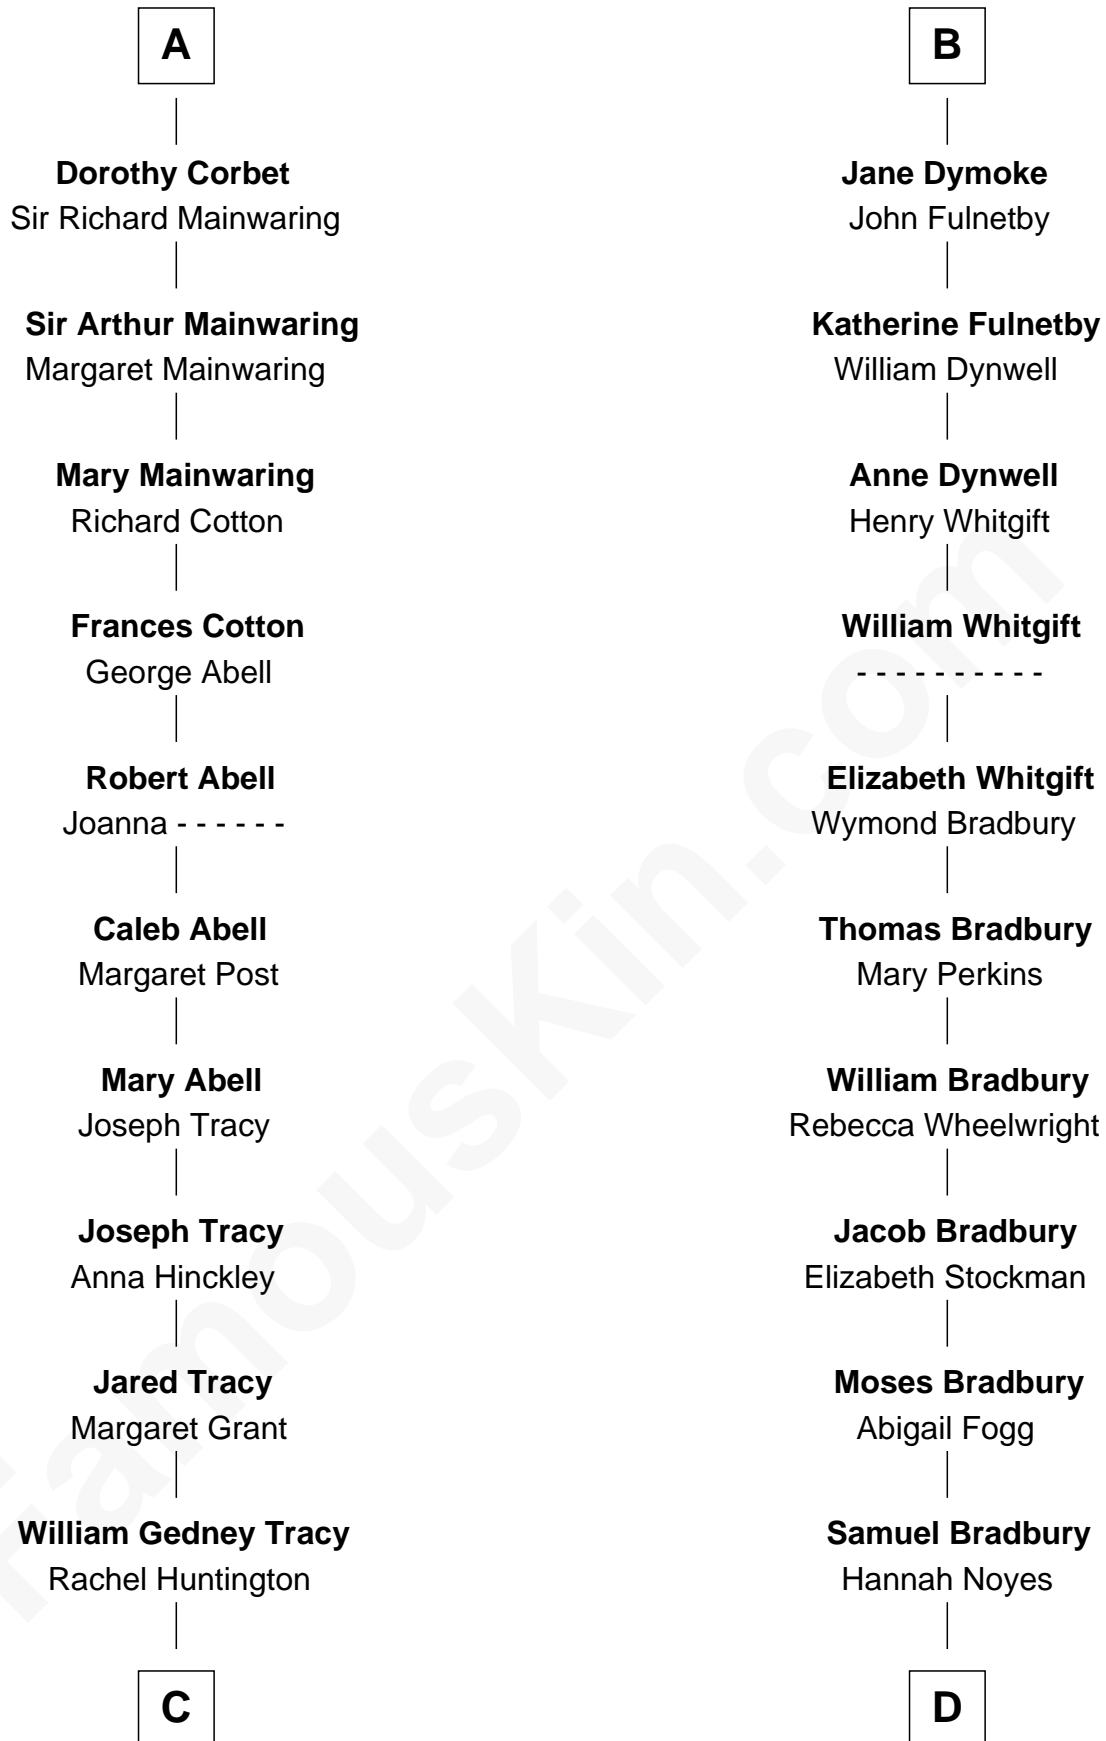 A
Dorothy Corbet
Sir Richard Mainwaring
Sir Arthur Mainwaring
Margaret Mainwaring
Mary Mainwaring
Richard Cotton
Frances Cotton
George Abell
Robert Abell
Joanna - - - - - -
Caleb Abell
Margaret Post
Mary Abell
Joseph Tracy
Joseph Tracy
Anna Hinckley
Jared Tracy
Margaret Grant
William Gedney Tracy
Rachel Huntington
C
B
Jane Dymoke
John Fulnetby
Katherine Fulnetby
William Dynwell
Anne Dynwell
Henry Whitgift
William Whitgift
- - - - - - - - - -
Elizabeth Whitgift
Wymond Bradbury
Thomas Bradbury
Mary Perkins
William Bradbury
Rebecca Wheelwright
Jacob Bradbury
Elizabeth Stockman
Moses Bradbury
Abigail Fogg
Samuel Bradbury
Hannah Noyes
D
FamousKin.com